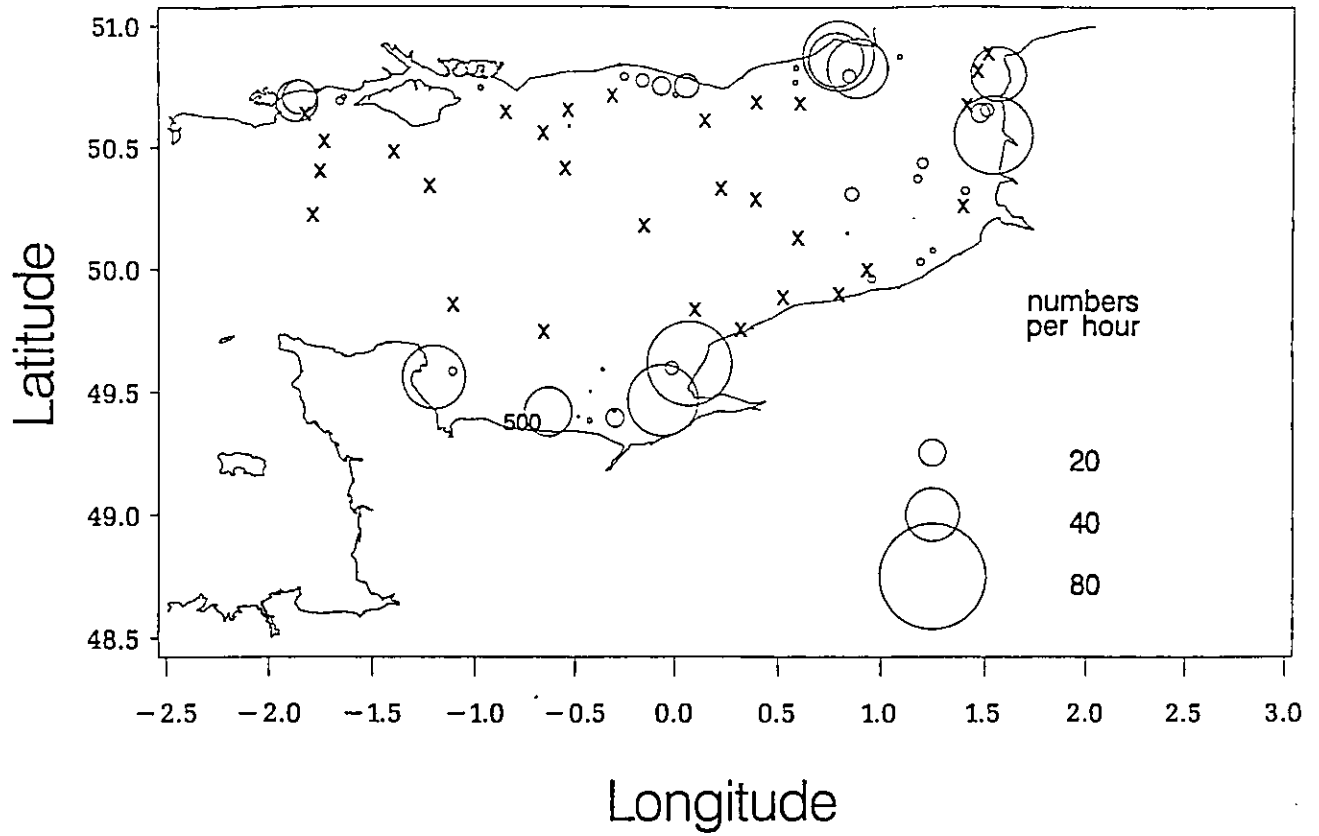 51.0
50.5
50.0
49.5
49.0
48.5
Latitude
x x x x x x x x x x x x x x x x x x x x x x x x x x x x x x x x x x
500
numbers
per hour
20
40
80
−2.5 −2.0 −1.5 −1.0 −0.5 0.0 0.5 1.0 1.5 2.0 2.5 3.0
Longitude